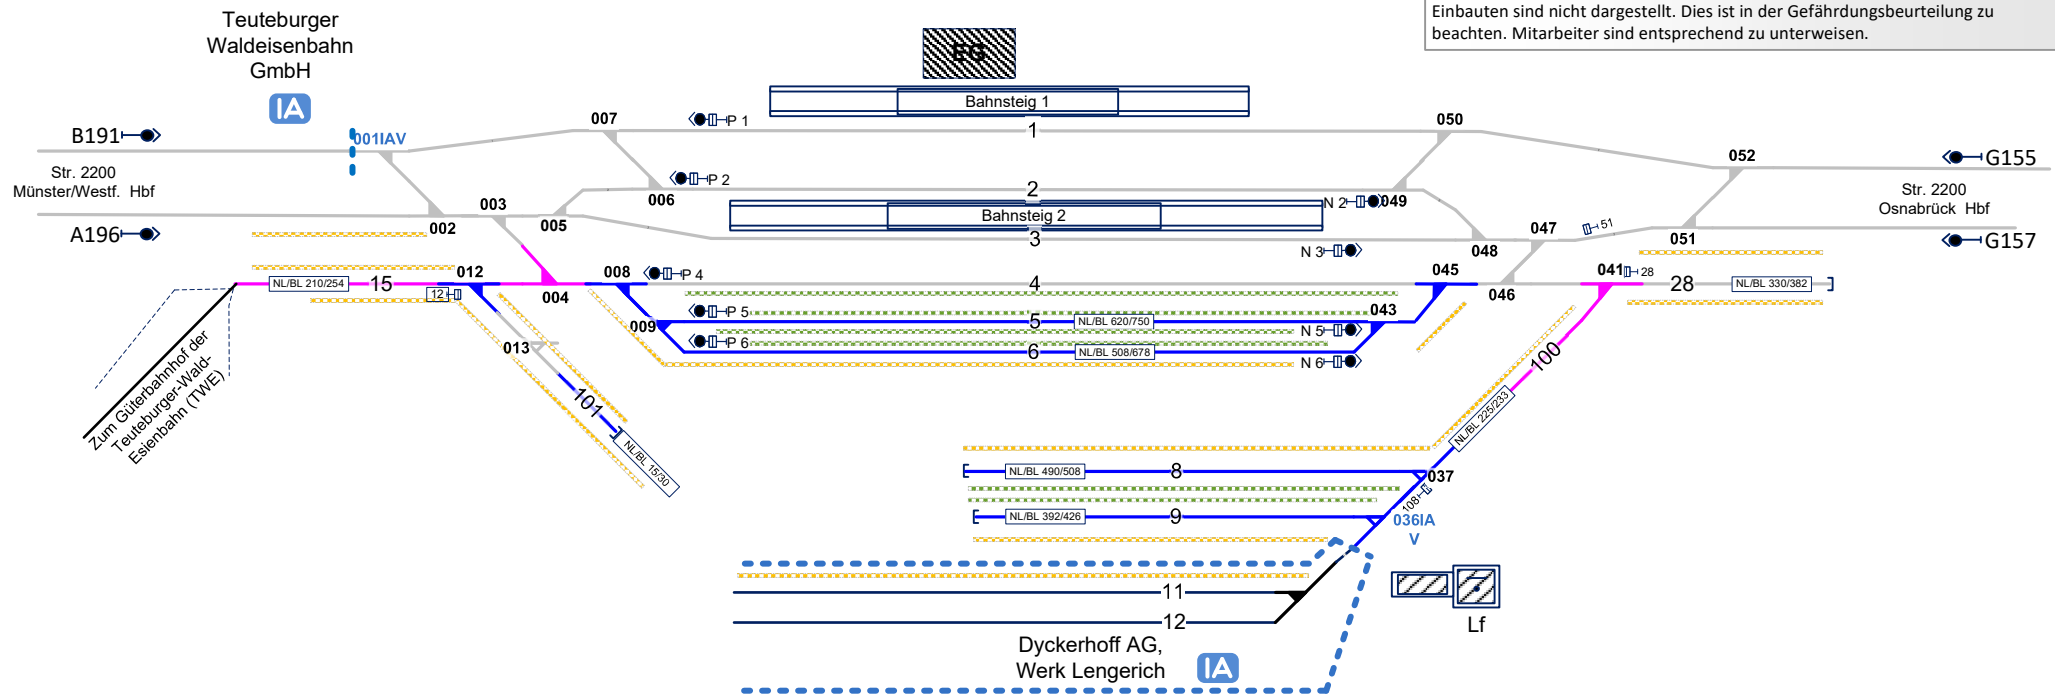 Einbauten sind nicht dargestellt. Dies ist in der Gefährdungsbeurteilung zu
beachten. Mitarbeiter sind entsprechend zu unterweisen.
Teuteburger
Waldeisenbahn
GmbH
IA
EG
Bahnsteig 1
B191
001IAV
007
P 1
1
050
052
G155
Str. 2200
Münster/Westf. Hbf
P 2
2
006
N 2
049
Str. 2200
Osnabrück Hbf
003
005
002
A196
Bahnsteig 2
3
N 3
048
047
51
051
G157
NL/BL 210/254
15
012
12
004
008
P 4
4
045
046
041
28
28
NL/BL 330/382
009
P 5
5
NL/BL 620/750
N 5
043
P 6
6
NL/BL 508/678
N 6
013
101
NL/BL 15/30
100
NL/BL 225/233
Zum Güterbahnhof der
Teuteburger-Wald-
Esienbahn (TWE)
NL/BL 490/508
8
037
108
NL/BL 392/426
9
036IA
V
11
12
Lf
Dyckerhoff AG,
Werk Lengerich
IA